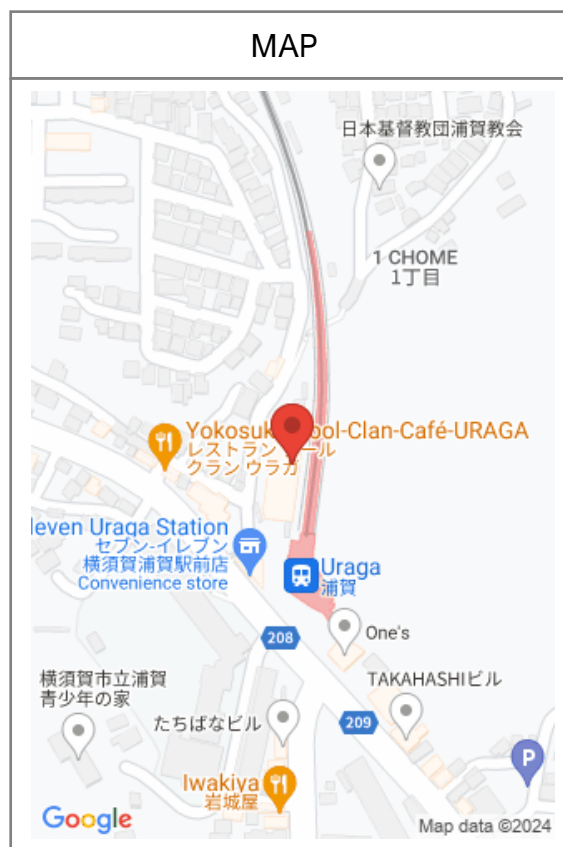 MAP
日本基督教団浦賀教会
1 CHOME
1丁目
ool-Clan-Café-URAGA
レストラン ール
クラン ウラガ
leven Uraga Station
セブン-イレブン
横須賀浦賀駅前店
Convenience store
Uraga
浦賀
One's
208
横須賀市立浦賀
青少年の家
TAKAHASHIビル
たちばなビル
209
P
Iwakiya
岩城屋
Google
Map data ©2024